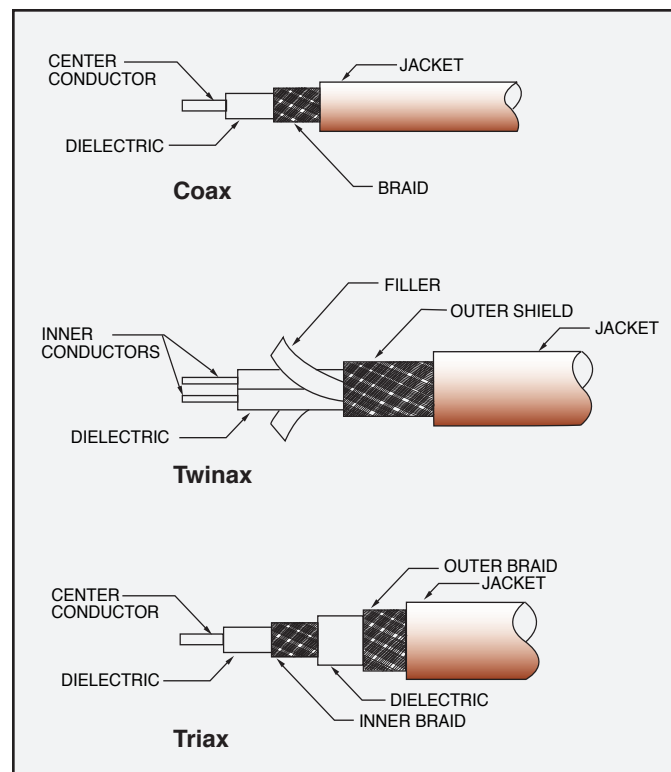 CENTER
CONDUCTOR
JACKET
DIELECTRIC
BRAID
Coax
FILLER
OUTER SHIELD
JACKET
INNER
CONDUCTORS
DIELECTRIC
Twinax
OUTER BRAID
JACKET
CENTER
CONDUCTOR
DIELECTRIC
DIELECTRIC
INNER BRAID
Triax